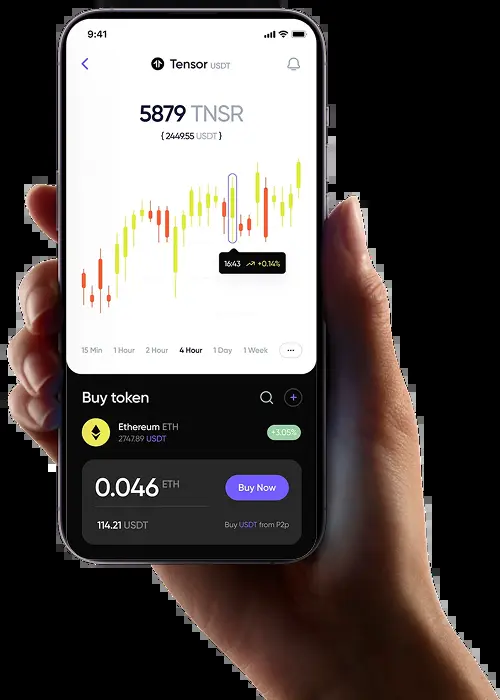 9:41
Tensor USDT
5879 TNSR
{ 2449.55 USDT }
16:43 +0.14%
15 Min 1 Hour 2 Hour 4 Hour 1 Day 1 Week ...
Buy token
Ethereum ETH
2747.89 USDT
+3.05%
0.046 ETH
Buy Now
114.21 USDT
Buy USDT from P2p